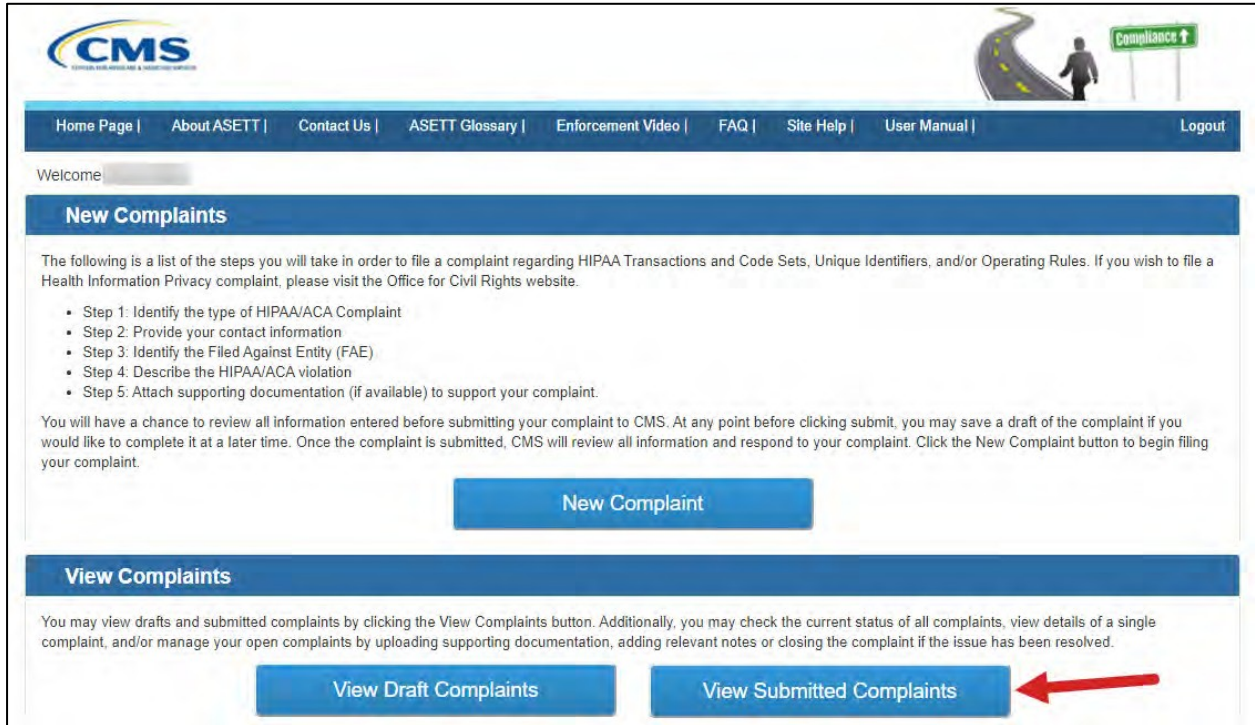 CMS
Compliance
Home Page | About ASETT | Contact Us | ASETT Glossary | Enforcement Video | FAQ | Site Help | User Manual | Logout
Welcome
New Complaints
The following is a list of the steps you will take in order to file a complaint regarding HIPAA Transactions and Code Sets, Unique Identifiers, and/or Operating Rules. If you wish to file a
Health Information Privacy complaint, please visit the Office for Civil Rights website.
• Step 1: Identify the type of HIPAA/ACA Complaint
• Step 2: Provide your contact information
• Step 3: Identify the Filed Against Entity (FAE)
• Step 4: Describe the HIPAA/ACA violation
• Step 5: Attach supporting documentation (if available) to support your complaint.
You will have a chance to review all information entered before submitting your complaint to CMS. At any point before clicking submit, you may save a draft of the complaint if you
would like to complete it at a later time. Once the complaint is submitted, CMS will review all information and respond to your complaint. Click the New Complaint button to begin filing
your complaint.
New Complaint
View Complaints
You may view drafts and submitted complaints by clicking the View Complaints button. Additionally, you may check the current status of all complaints, view details of a single
complaint, and/or manage your open complaints by uploading supporting documentation, adding relevant notes or closing the complaint if the issue has been resolved.
View Draft Complaints
View Submitted Complaints